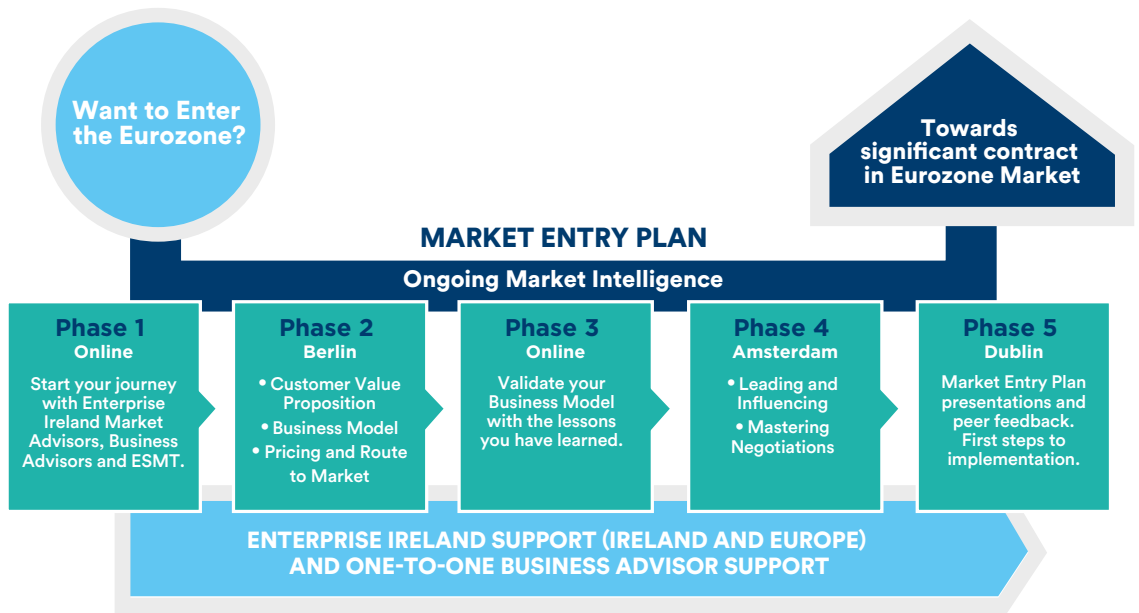 Want to Enter
the Eurozone?
Towards
significant contract
in Eurozone Market
MARKET ENTRY PLAN
Ongoing Market Intelligence
Phase 1
Online
Start your journey
with Enterprise
Ireland Market
Advisors, Business
Advisors and ESMT.
Phase 2
Berlin
• Customer Value
Proposition
• Business Model
• Pricing and Route
to Market
Phase 3
Online
Validate your
Business Model
with the lessons
you have learned.
Phase 4
Amsterdam
• Leading and
Influencing
• Mastering
Negotiations
Phase 5
Dublin
Market Entry Plan
presentations and
peer feedback.
First steps to
implementation.
ENTERPRISE IRELAND SUPPORT (IRELAND AND EUROPE)
AND ONE-TO-ONE BUSINESS ADVISOR SUPPORT